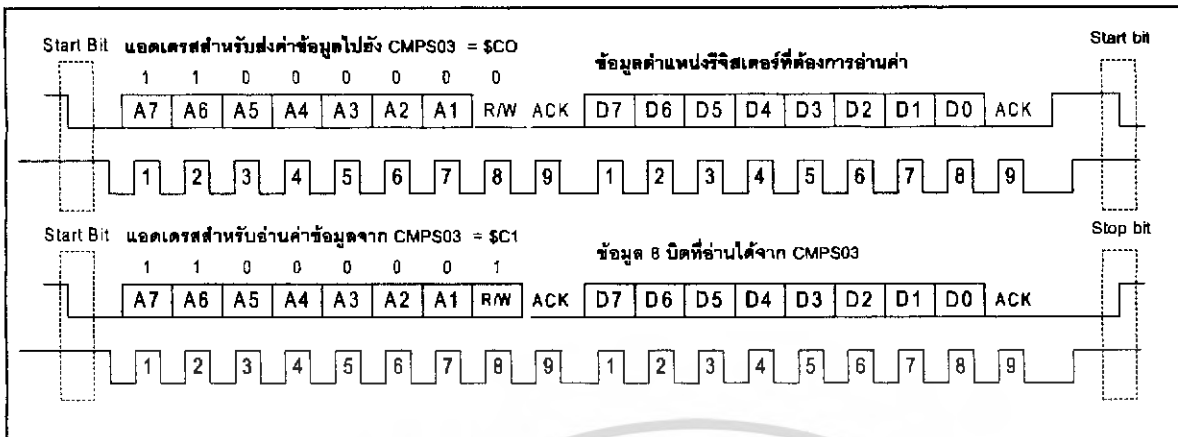 Start Bit แอดเดรสสำหรับส่งค่าข้อมูลไปยัง CMPS03 = $C0 Start bit
ข้อมูลตำแหน่งรีจิสเตอร์ที่ต้องการอ่านค่า
1 1 0 0 0 0 0 0
A7 A6 A5 A4 A3 A2 A1 R/W ACK D7 D6 D5 D4 D3 D2 D1 D0 ACK
1 2 3 4 5 6 7 8 9 1 2 3 4 5 6 7 8 9
Start Bit แอดเดรสสำหรับอ่านค่าข้อมูลจาก CMPS03 = $C1 Stop bit
ข้อมูล 8 บิตที่อ่านได้จาก CMPS03
1 1 0 0 0 0 0 1
A7 A6 A5 A4 A3 A2 A1 R/W ACK D7 D6 D5 D4 D3 D2 D1 D0 ACK
1 2 3 4 5 6 7 8 9 1 2 3 4 5 6 7 8 9